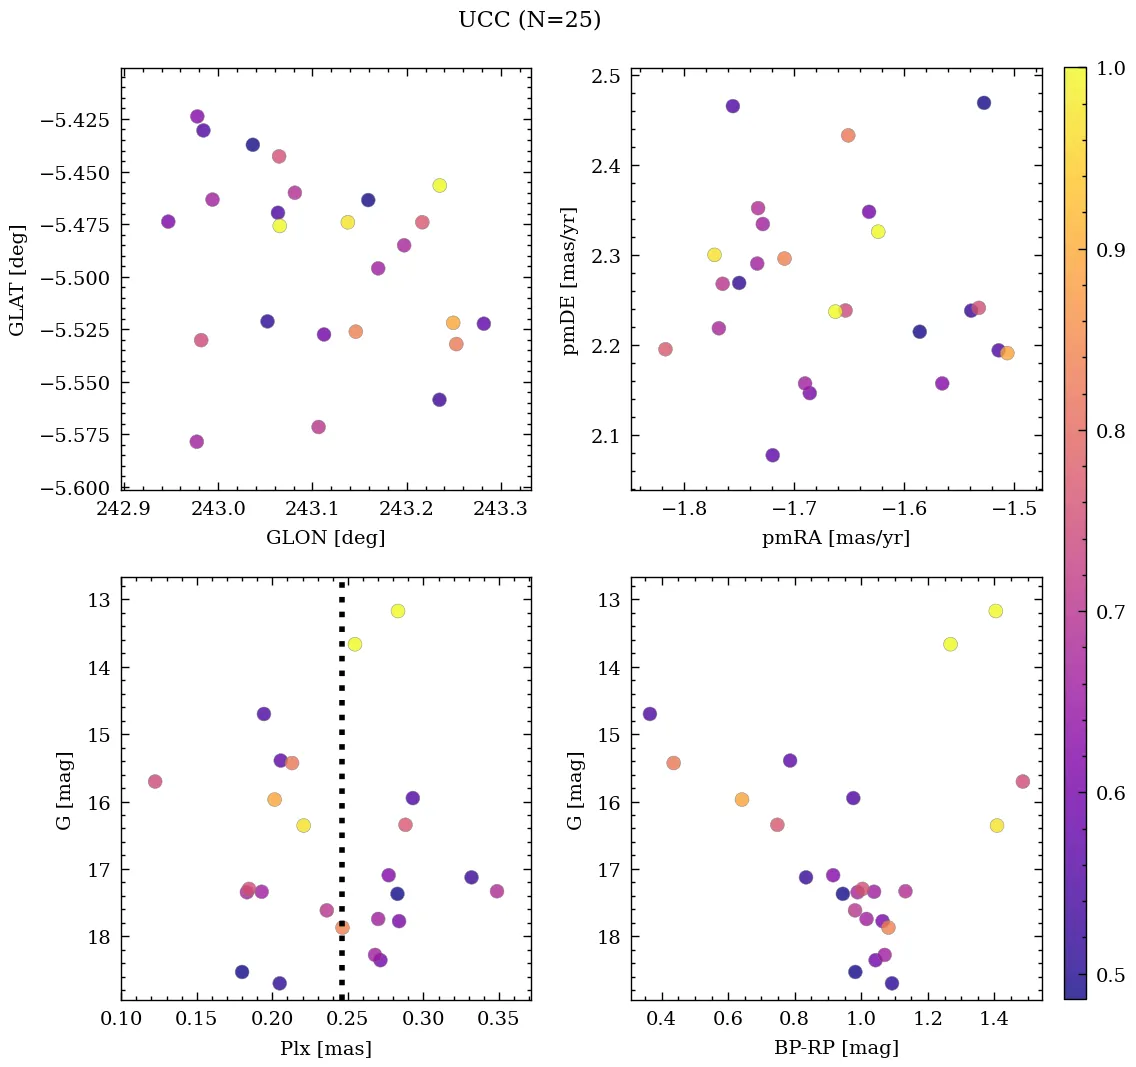 UCC (N=25)
−5.425
−5.450
−5.475
−5.500
−5.525
−5.550
−5.575
−5.600
GLAT [deg]
242.9 243.0 243.1 243.2 243.3
GLON [deg]
2.5
2.4
2.3
2.2
2.1
pmDE [mas/yr]
−1.8 −1.7 −1.6 −1.5
pmRA [mas/yr]
1.0
0.9
0.8
0.7
0.6
0.5
13
14
15
16
17
18
G [mag]
0.10 0.15 0.20 0.25 0.30 0.35
Plx [mas]
13
14
15
16
17
18
G [mag]
0.4 0.6 0.8 1.0 1.2 1.4
BP-RP [mag]